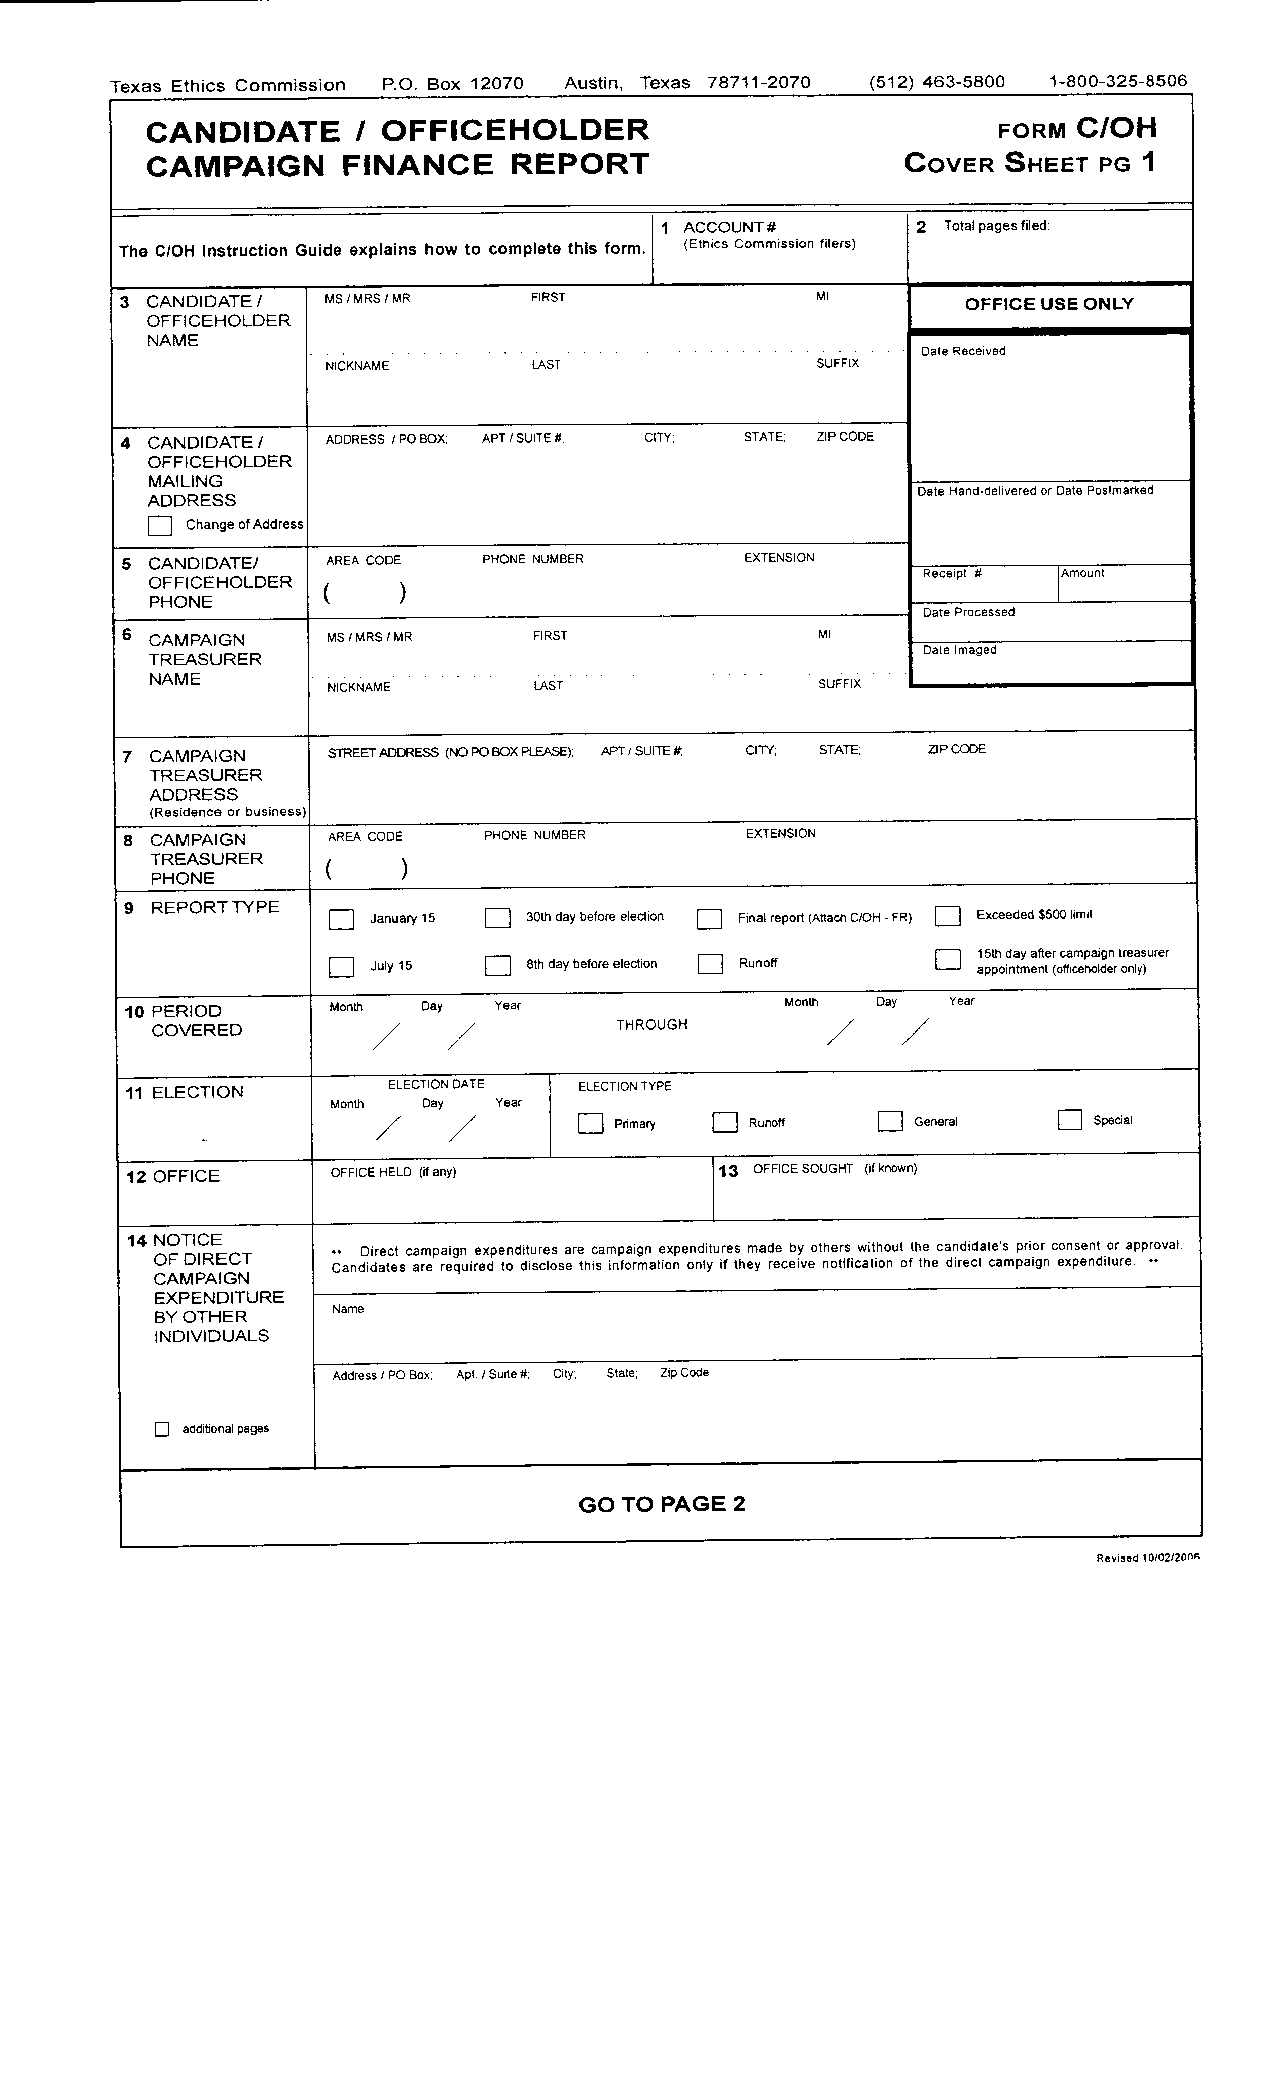 Texas Ethics Commission P.O. Box 12070 Austin, Texas 78711-2070 (512) 463-5800 1-800-325-8506
CANDIDATE / OFFICEHOLDER
CAMPAIGN FINANCE REPORT
FORM C/OH
COVER SHEET PG 1
The C/OH Instruction Guide explains how to complete this form.
1 ACCOUNT #
(Ethics Commission filers)
2 Total pages filed:
3 CANDIDATE /
OFFICEHOLDER
NAME
MS / MRS / MR FIRST MI
NICKNAME LAST SUFFIX
OFFICE USE ONLY
Date Received
Date Hand-delivered or Date Postmarked
Receipt # Amount
Date Processed
Date Imaged
4 CANDIDATE /
OFFICEHOLDER
MAILING
ADDRESS
Change of Address
ADDRESS / PO BOX; APT / SUITE #; CITY; STATE; ZIP CODE
5 CANDIDATE/
OFFICEHOLDER
PHONE
AREA CODE PHONE NUMBER EXTENSION
( )
6 CAMPAIGN
TREASURER
NAME
MS / MRS / MR FIRST MI
NICKNAME LAST SUFFIX
7 CAMPAIGN
TREASURER
ADDRESS
(Residence or business)
STREET ADDRESS (NO PO BOX PLEASE); APT / SUITE #; CITY; STATE; ZIP CODE
8 CAMPAIGN
TREASURER
PHONE
AREA CODE PHONE NUMBER EXTENSION
( )
9 REPORT TYPE
January 15 30th day before election Final report (Attach C/OH - FR) Exceeded $500 limit
July 15 8th day before election Runoff 15th day after campaign treasurer
appointment (officeholder only)
10 PERIOD
COVERED
Month Day Year
/ /
THROUGH
Month Day Year
/ /
11 ELECTION
ELECTION DATE
Month Day Year
/ /
ELECTION TYPE
Primary Runoff General Special
12 OFFICE
OFFICE HELD (if any)
13 OFFICE SOUGHT (if known)
14 NOTICE
OF DIRECT
CAMPAIGN
EXPENDITURE
BY OTHER
INDIVIDUALS
additional pages
** Direct campaign expenditures are campaign expenditures made by others without the candidate's prior consent or approval.
Candidates are required to disclose this information only if they receive notification of the direct campaign expenditure. **
Name
Address / PO Box; Apt. / Suite #; City; State; Zip Code
GO TO PAGE 2
Revised